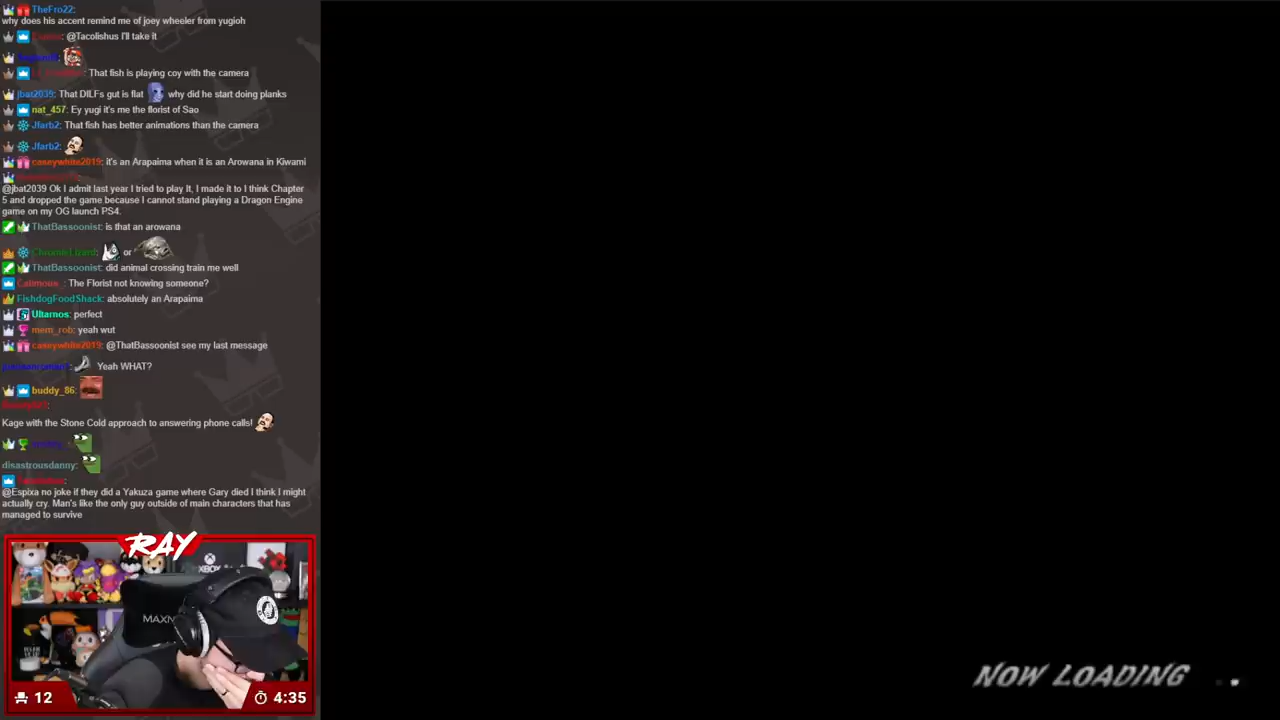 TheFro22:
why does his accent remind me of joey wheeler from yugioh
@Tacolishus I'll take it
That fish is playing coy with the camera
jbat2039: That DILFs gut is flat why did he start doing planks
nat_457: Ey yugi it's me the florist of Sao
Jfarb2: That fish has better animations than the camera
Jfarb2:
caseywhite2019: it's an Arapaima when it is an Arowana in Kiwami
@jbat2039 Ok I admit last year I tried to play It, I made it to I think Chapter
5 and dropped the game because I cannot stand playing a Dragon Engine
game on my OG launch PS4.
ThatBassoonist: is that an arowana
ChromieLizard: or
ThatBassoonist: did animal crossing train me well
Calimous_: The Florist not knowing someone?
FishdogFoodShack: absolutely an Arapaima
Ultarnos: perfect
mem_rob: yeah wut
caseywhite2019: @ThatBassoonist see my last message
Yeah WHAT?
buddy_86:
Kage with the Stone Cold approach to answering phone calls!
disastrousdanny:
@Espixa no joke if they did a Yakuza game where Gary died I think I might
actually cry. Man's like the only guy outside of main characters that has
managed to survive
RAY
XBOX
MAXN
12
4:35
NOW LOADING